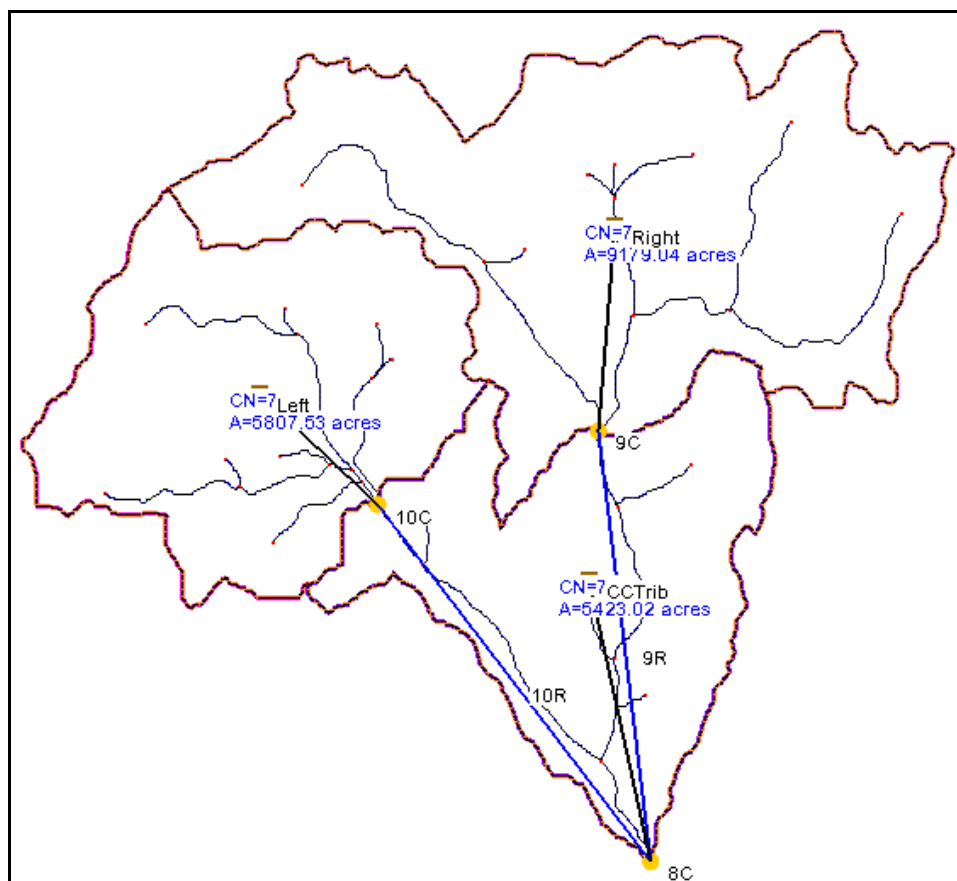 CN=7
Right
A=9179.04 acres
CN=7
Left
A=5807.53 acres
9C
10C
CN=7
CCTrib
A=5423.02 acres
9R
10R
8C